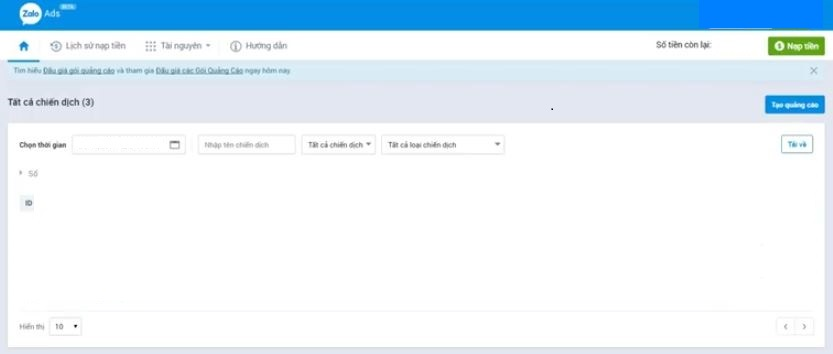 Zalo Ads BETA
Lịch sử nạp tiền Tài nguyên Hướng dẫn Số tiền còn lại: Nạp tiền
Tìm hiểu Đấu giá gói quảng cáo và tham gia Đấu giá các Gói Quảng Cáo ngay hôm nay.
Tất cả chiến dịch (3) Tạo quảng cáo
Chọn thời gian Nhập tên chiến dịch Tất cả chiến dịch Tất cả loại chiến dịch Tải về
Số
ID
Hiển thị 10